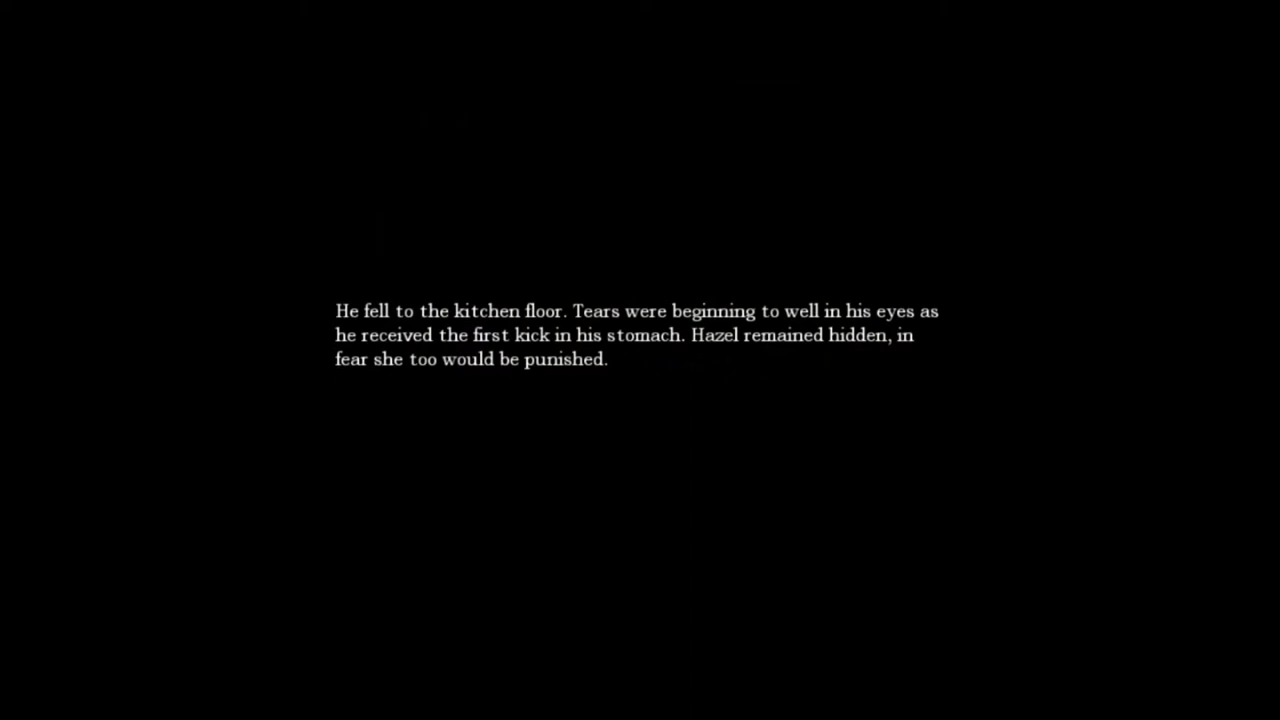 He fell to the kitchen floor. Tears were beginning to well in his eyes as
he received the first kick in his stomach. Hazel remained hidden, in
fear she too would be punished.